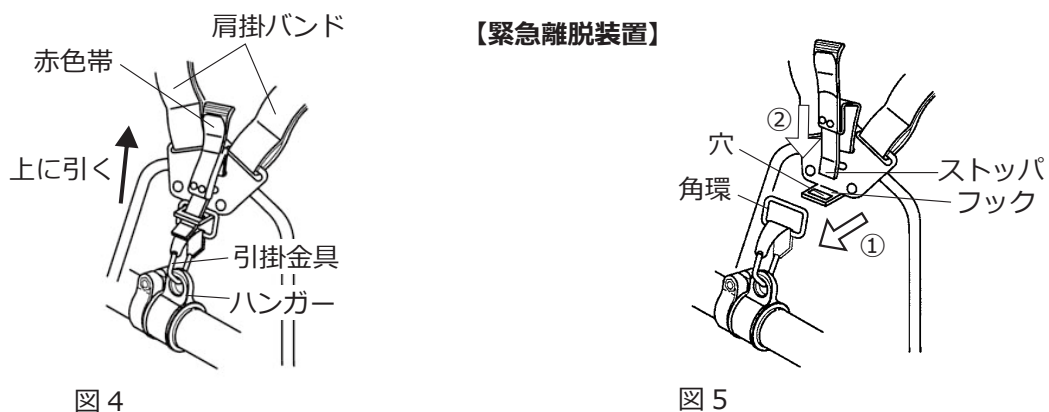 【緊急離脱装置】
肩掛バンド
赤色帯
上に引く
引掛金具
ハンガー
図4
②
穴
ストッパ
角環
フック
①
図5